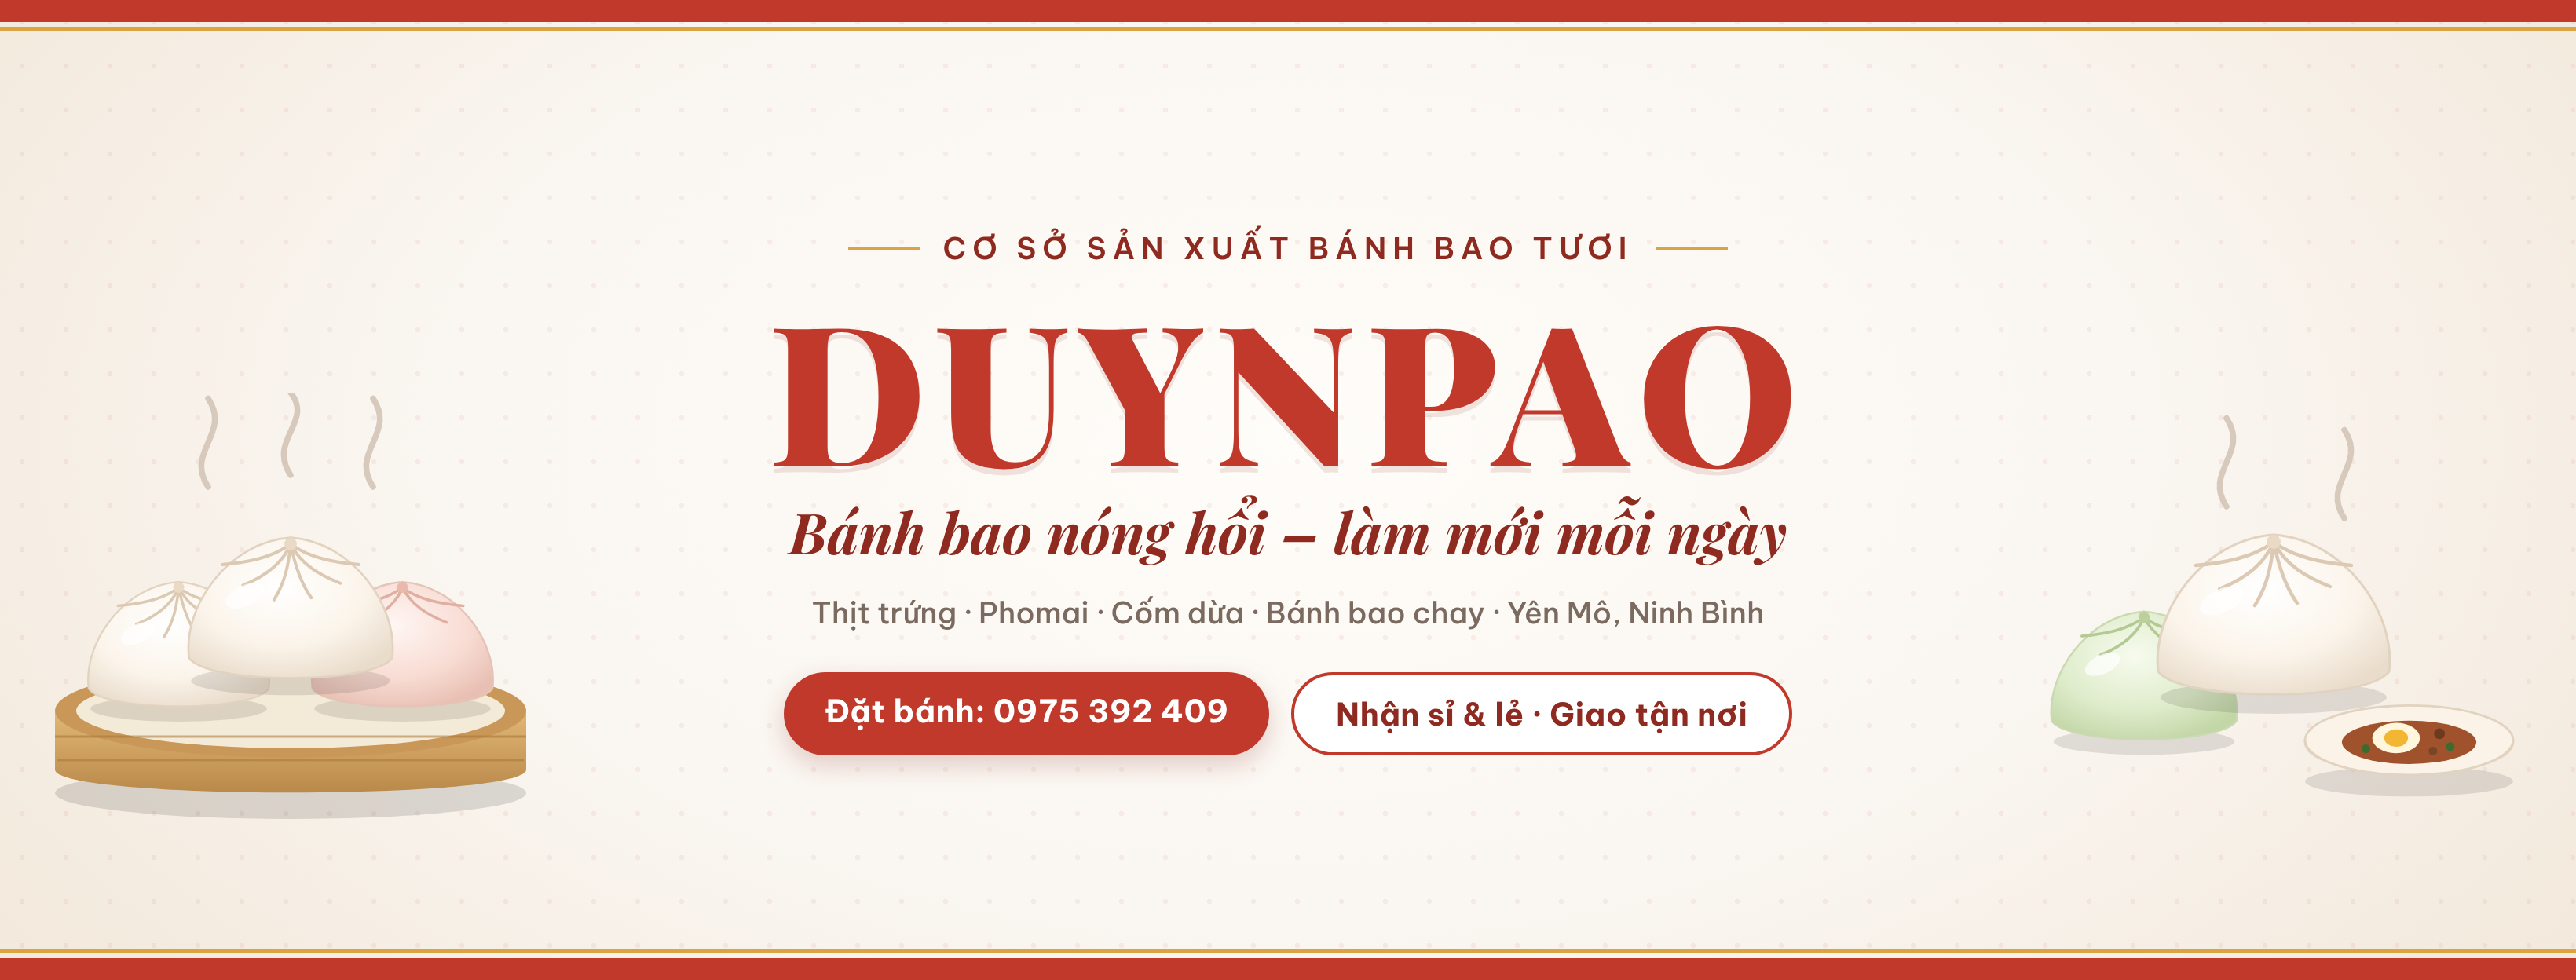 CƠ SỞ SẢN XUẤT BÁNH BAO TƯƠI
DUYNPAO
Bánh bao nóng hổi – làm mới mỗi ngày
Thịt trứng · Phomai · Cốm dừa · Bánh bao chay · Yên Mô, Ninh Bình
Đặt bánh: 0975 392 409
Nhận sỉ & lẻ · Giao tận nơi